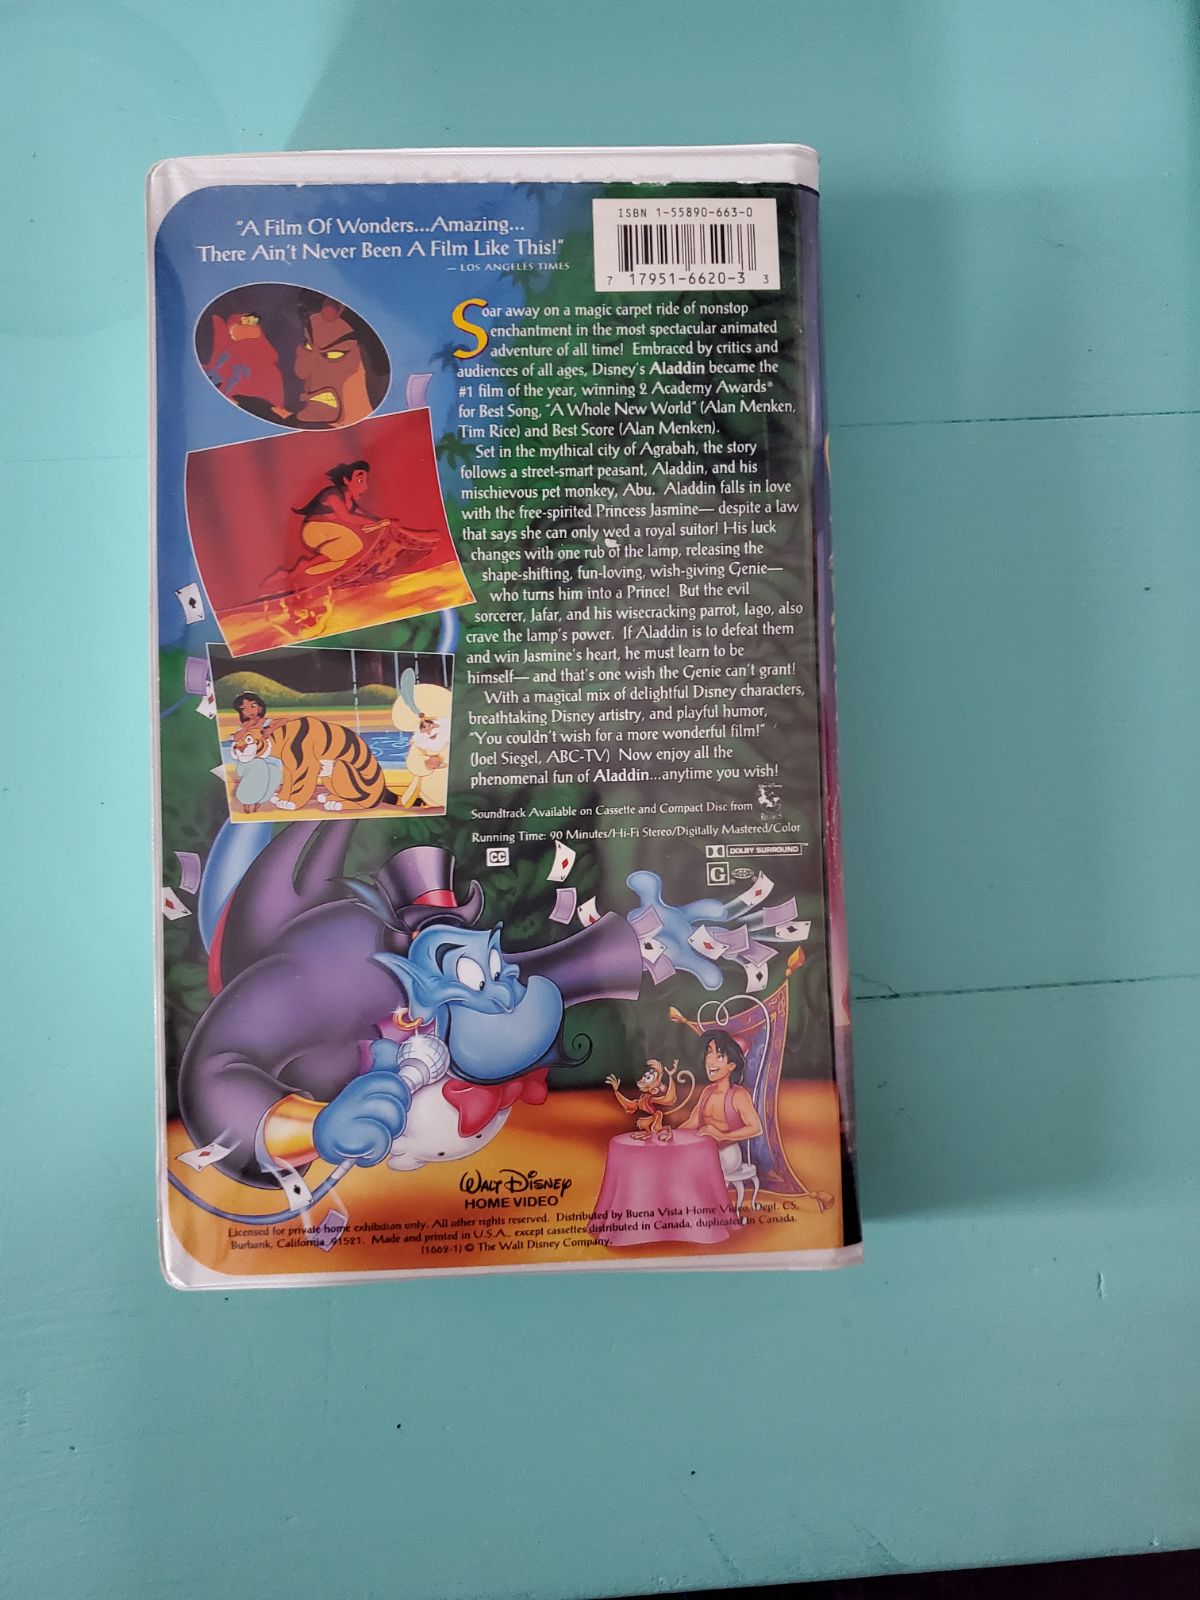 "A Film Of Wonders...Amazing...
There Ain't Never Been A Film Like This!"
— LOS ANGELES TIMES
ISBN 1-55890-663-0
7 17951-6620-3 3
Soar away on a magic carpet ride of nonstop
enchantment in the most spectacular animated
adventure of all time! Embraced by critics and
audiences of all ages, Disney's Aladdin became the
#1 film of the year, winning 2 Academy Awards®
for Best Song, "A Whole New World" (Alan Menken,
Tim Rice) and Best Score (Alan Menken).
Set in the mythical city of Agrabah, the story
follows a street-smart peasant, Aladdin, and his
mischievous pet monkey, Abu. Aladdin falls in love
with the free-spirited Princess Jasmine— despite a law
that says she can only wed a royal suitor! His luck
changes with one rub of the lamp, releasing the
shape-shifting, fun-loving, wish-giving Genie—
who turns him into a Prince! But the evil
sorcerer, Jafar, and his wisecracking parrot, Iago, also
crave the lamp's power. If Aladdin is to defeat them
and win Jasmine's heart, he must learn to be
himself— and that's one wish the Genie can't grant!
With a magical mix of delightful Disney characters,
breathtaking Disney artistry, and playful humor,
"You couldn't wish for a more wonderful film!"
(Joel Siegel, ABC-TV) Now enjoy all the
phenomenal fun of Aladdin...anytime you wish!
Soundtrack Available on Cassette and Compact Disc from
Running Time: 90 Minutes/Hi-Fi Stereo/Digitally Mastered/Color
CC
DOLBY SURROUND™
G
WALT DISNEY
HOME VIDEO
Licensed for private home exhibition only. All other rights reserved. Distributed by Buena Vista Home Video, Dept. CS,
Burbank, California 91521. Made and printed in U.S.A., except cassettes distributed in Canada, duplicated in Canada.
(1662-1) © The Walt Disney Company.